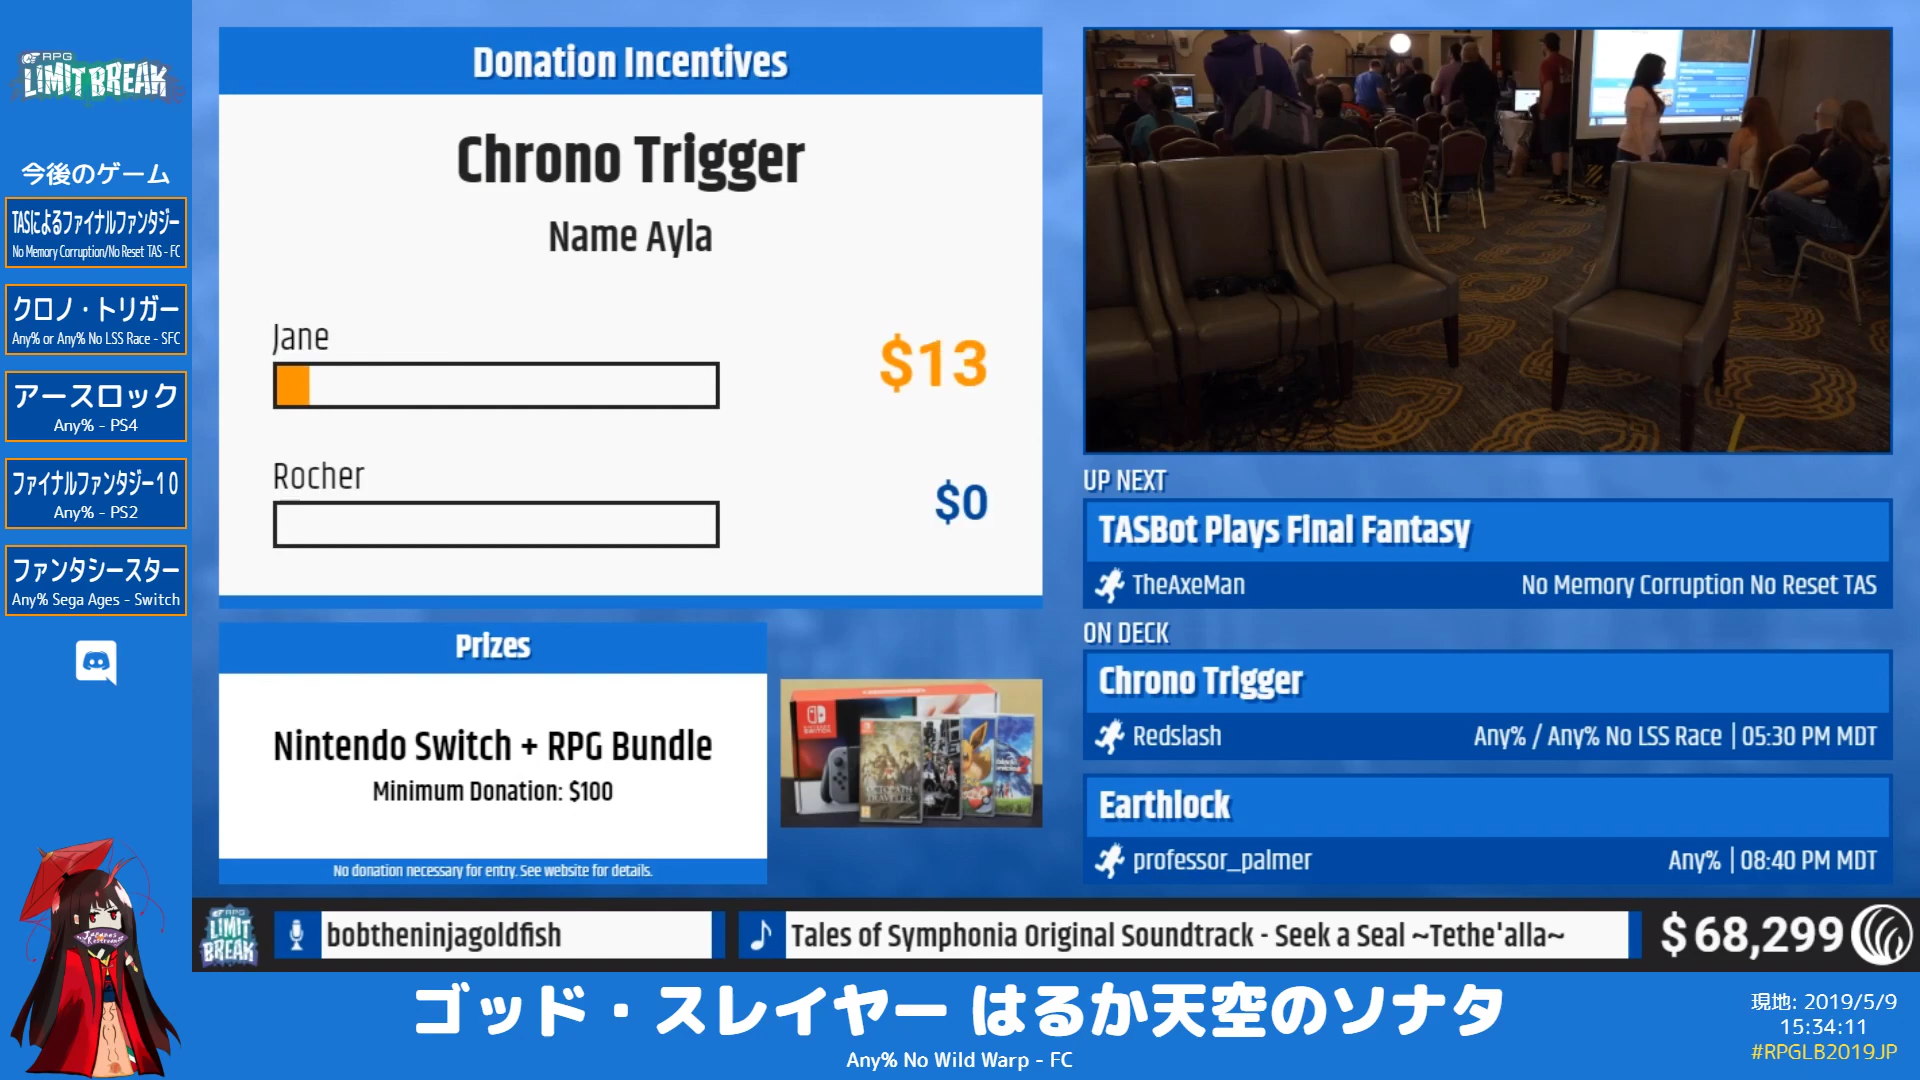 RPG
LIMIT BREAK
今後のゲーム
TASによるファイナルファンタジー
No Memory Corruption/No Reset TAS - FC
クロノ・トリガー
Any% or Any% No LSS Race - SFC
アースロック
Any% - PS4
ファイナルファンタジー10
Any% - PS2
ファンタシースター
Any% Sega Ages - Switch
Donation Incentives
Chrono Trigger
Name Ayla
Jane
$13
Rocher
$0
Prizes
Nintendo Switch + RPG Bundle
Minimum Donation: $100
No donation necessary for entry. See website for details.
UP NEXT
TASBot Plays Final Fantasy
TheAxeMan
No Memory Corruption No Reset TAS
ON DECK
Chrono Trigger
Redslash
Any% / Any% No LSS Race | 05:30 PM MDT
Earthlock
professor_palmer
Any% | 08:40 PM MDT
RPG
LIMIT
BREAK
bobtheninjagoldfish
Tales of Symphonia Original Soundtrack - Seek a Seal ~Tethe'alla~
$68,299
ゴッド・スレイヤー はるか天空のソナタ
Any% No Wild Warp - FC
現地: 2019/5/9
15:34:11
#RPGLB2019JP